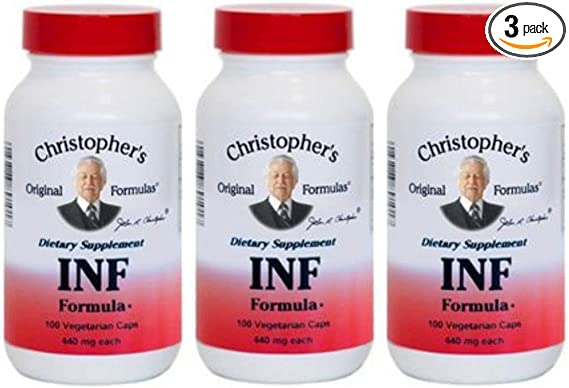 3
pack
Christopher's
Original Formulas®
Dietary Supplement
INF
Formula
100 Vegetarian Caps
440 mg each
Christopher's
Original Formulas®
Dietary Supplement
INF
Formula
100 Vegetarian Caps
440 mg each
Christopher's
Original Formulas®
Dietary Supplement
INF
Formula
100 Vegetarian Caps
440 mg each